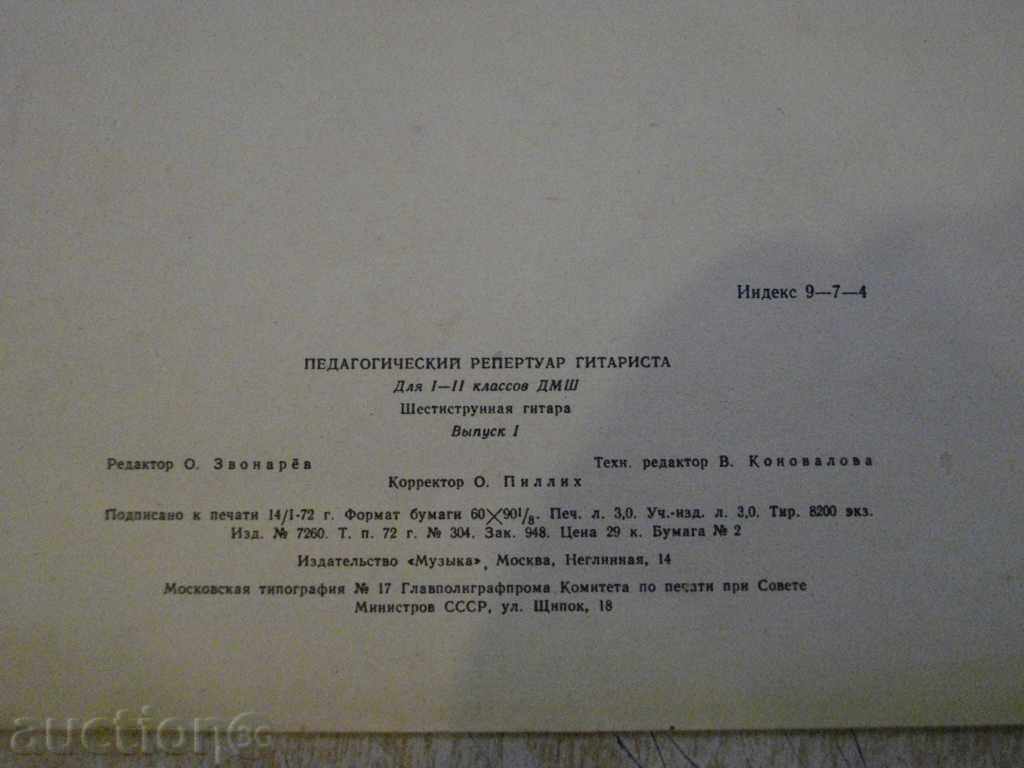 Индекс 9—7—4
ПЕДАГОГИЧЕСКИЙ РЕПЕРТУАР ГИТАРИСТА
Для I—II классов ДМШ
Шестиструнная гитара
Выпуск I
Редактор О. Звонарёв Техн. редактор В. Коновалова
Корректор О. Пиллих
Подписано к печати 14/I-72 г. Формат бумаги 60×90¹/₈. Печ. л. 3,0. Уч.-изд. л. 3,0. Тир. 8200 экз.
Изд. № 7260. Т. п. 72 г. № 304. Зак. 948. Цена 29 к. Бумага № 2
Издательство «Музыка», Москва, Неглинная, 14
Московская типография № 17 Главполиграфпрома Комитета по печати при Совете
Министров СССР, ул. Щипок, 18
auction BG